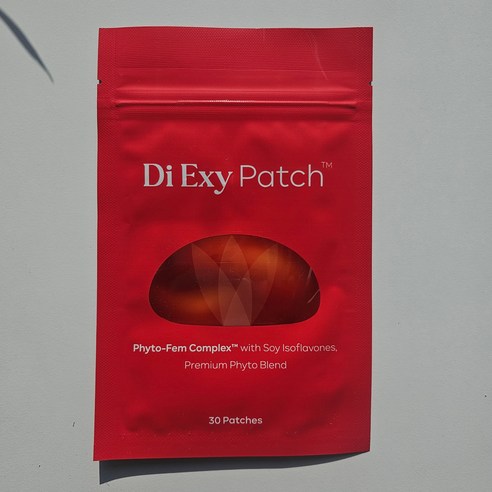 Di Exy Patch™
Phyto-Fem Complex™ with Soy Isoflavones,
Premium Phyto Blend
30 Patches